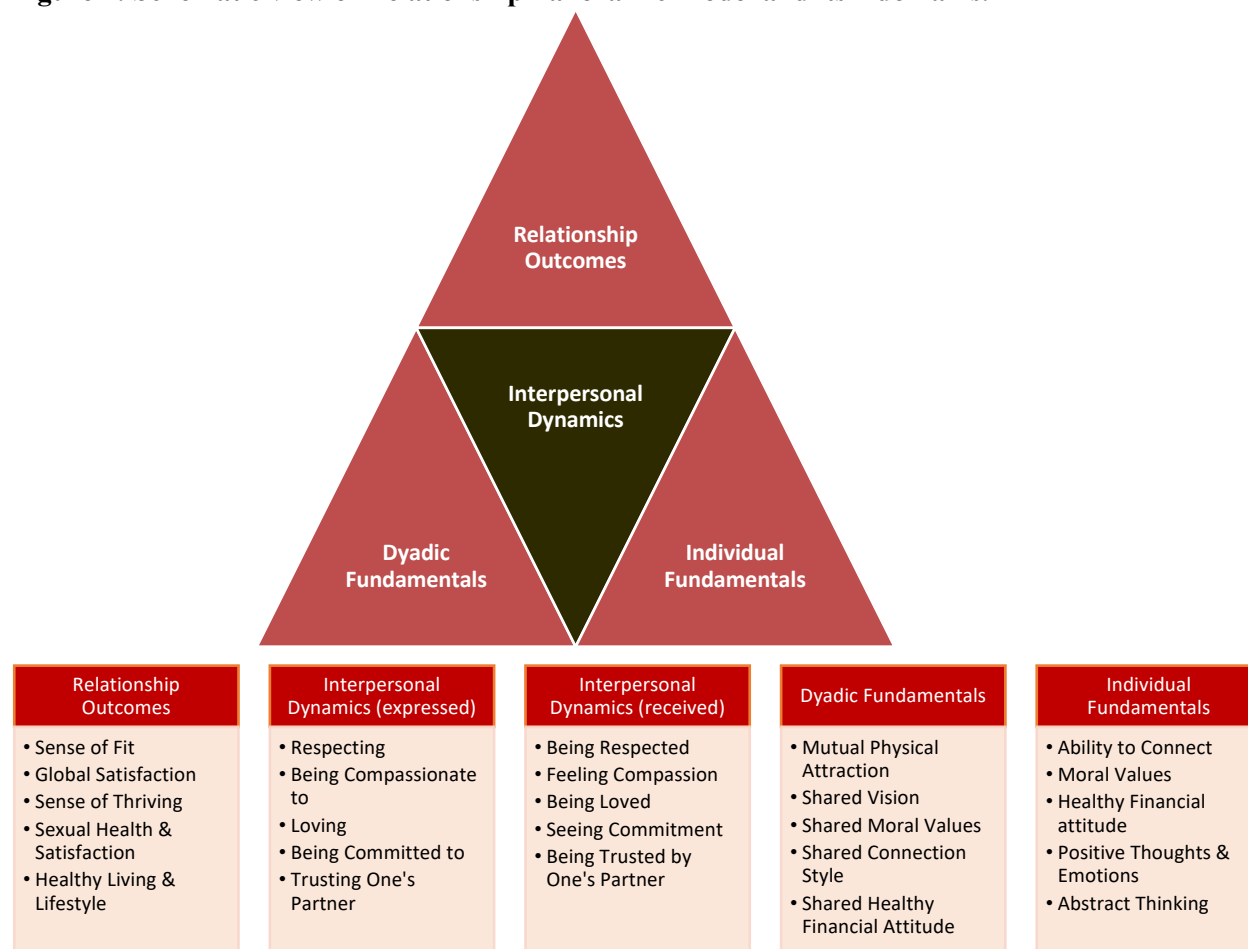 Relationship
Outcomes
Interpersonal
Dynamics
Dyadic
Fundamentals
Individual
Fundamentals
Relationship
Outcomes
• Sense of Fit
• Global Satisfaction
• Sense of Thriving
• Sexual Health &
Satisfaction
• Healthy Living &
Lifestyle
Interpersonal
Dynamics (expressed)
• Respecting
• Being Compassionate
to
• Loving
• Being Committed to
• Trusting One's
Partner
Interpersonal
Dynamics (received)
• Being Respected
• Feeling Compassion
• Being Loved
• Seeing Commitment
• Being Trusted by
One's Partner
Dyadic Fundamentals
• Mutual Physical
Attraction
• Shared Vision
• Shared Moral Values
• Shared Connection
Style
• Shared Healthy
Financial Attitude
Individual
Fundamentals
• Ability to Connect
• Moral Values
• Healthy Financial
attitude
• Positive Thoughts &
Emotions
• Abstract Thinking